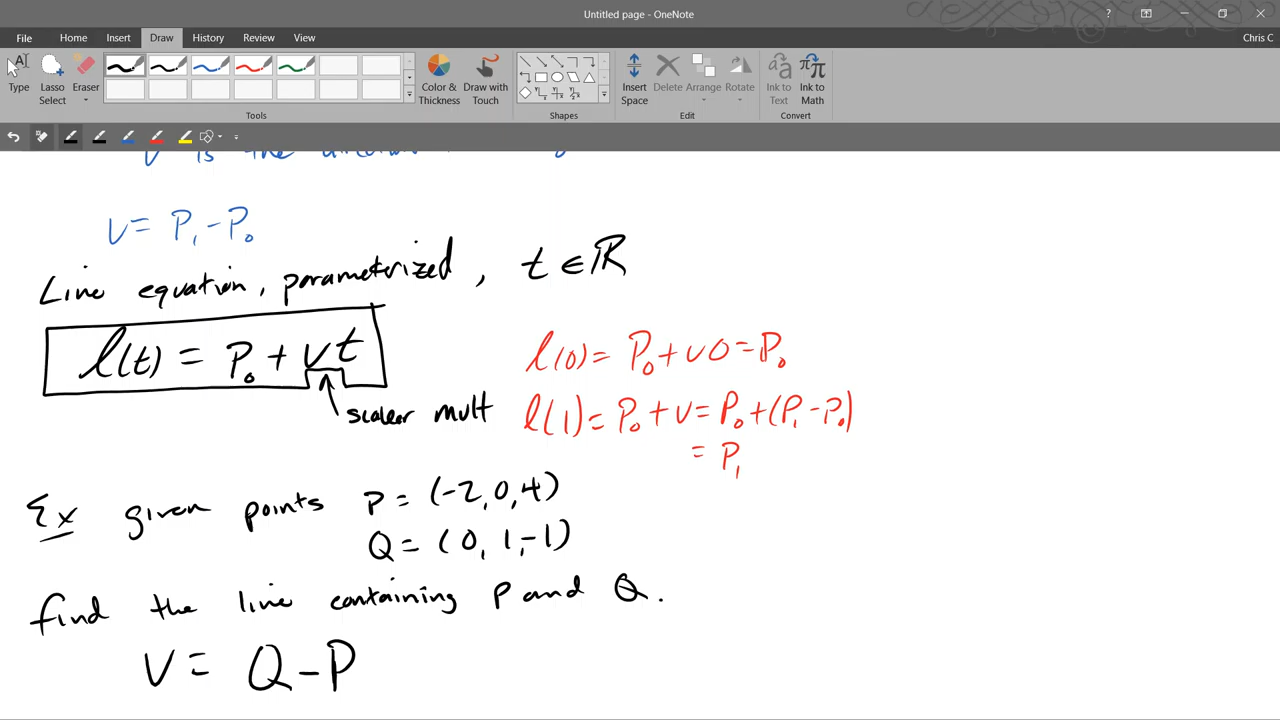 Untitled page - OneNote
File Home Insert Draw History Review View Chris C
Type Lasso Select Eraser Color & Thickness Draw with Touch Insert Space Delete Arrange Rotate Ink to Text Ink to Math
Tools Shapes Edit Convert
v is the
v = P₁ - P₀
Line equation, parameterized, t ∈ ℝ
l(t) = P₀ + vt
scalar mult
l(0) = P₀ + v0 = P₀
l(1) = P₀ + v = P₀ + (P₁ - P₀)
= P₁
Ex given points P = (-2, 0, 4)
Q = (0, 1, -1)
find the line containing P and Q.
v = Q - P